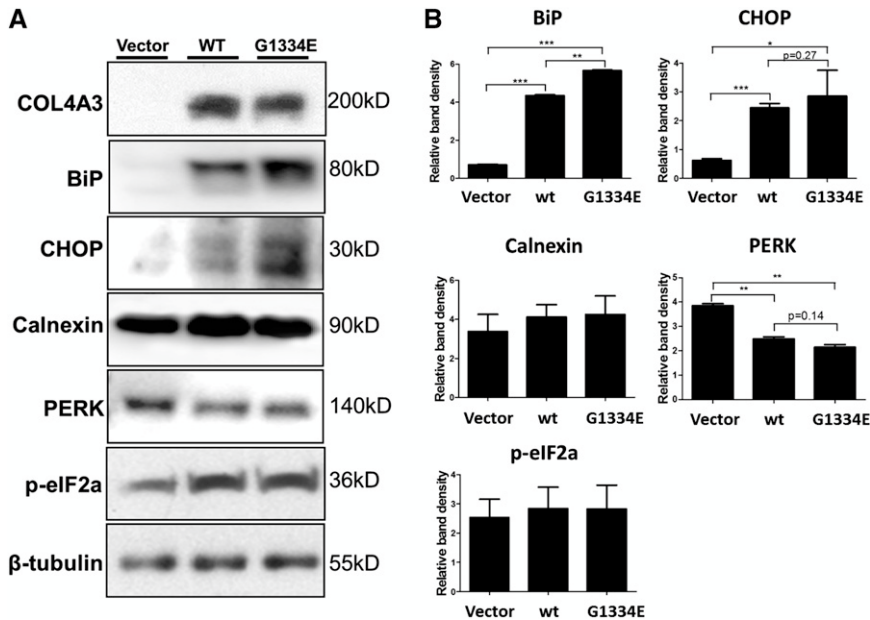 A
Vector WT G1334E
COL4A3 200kD
BiP 80kD
CHOP 30kD
Calnexin 90kD
PERK 140kD
p-eIF2a 36kD
β-tubulin 55kD
B
BiP
Relative band density
6
4
2
0
***
***
**
Vector wt G1334E
CHOP
Relative band density
4
3
2
1
0
*
p=0.27
***
Vector wt G1334E
Calnexin
Relative band density
6
4
2
0
Vector wt G1334E
PERK
Relative band density
5
4
3
2
1
0
**
**
p=0.14
Vector wt G1334E
p-eIF2a
Relative band density
4
3
2
1
0
Vector wt G1334E